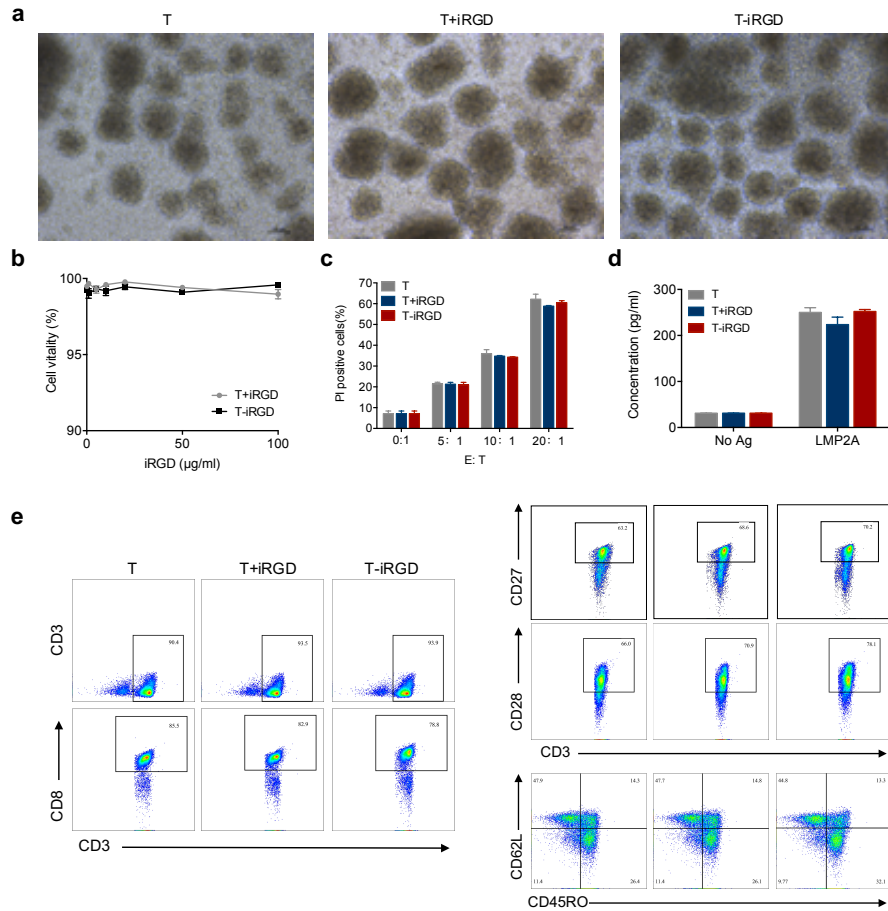 a
T
T+iRGD
T-iRGD
b
100
95
90
Cell vitality (%)
T+iRGD
T-iRGD
0
50
100
iRGD (μg/ml)
c
70
60
50
40
30
20
10
0
PI positive cells(%)
T
T+iRGD
T-iRGD
0:1
5: 1
10: 1
20: 1
E: T
d
300
200
100
0
Concentration (pg/ml)
T
T+iRGD
T-iRGD
No Ag
LMP2A
e
T
T+iRGD
T-iRGD
CD3
90.4
93.5
93.9
CD8
85.5
82.9
78.8
CD3
CD27
63.2
68.6
78.2
CD28
66.0
70.9
78.1
CD3
CD62L
47.9
14.3
47.7
14.8
44.8
13.3
11.4
26.4
11.4
26.1
9.77
32.1
CD45RO